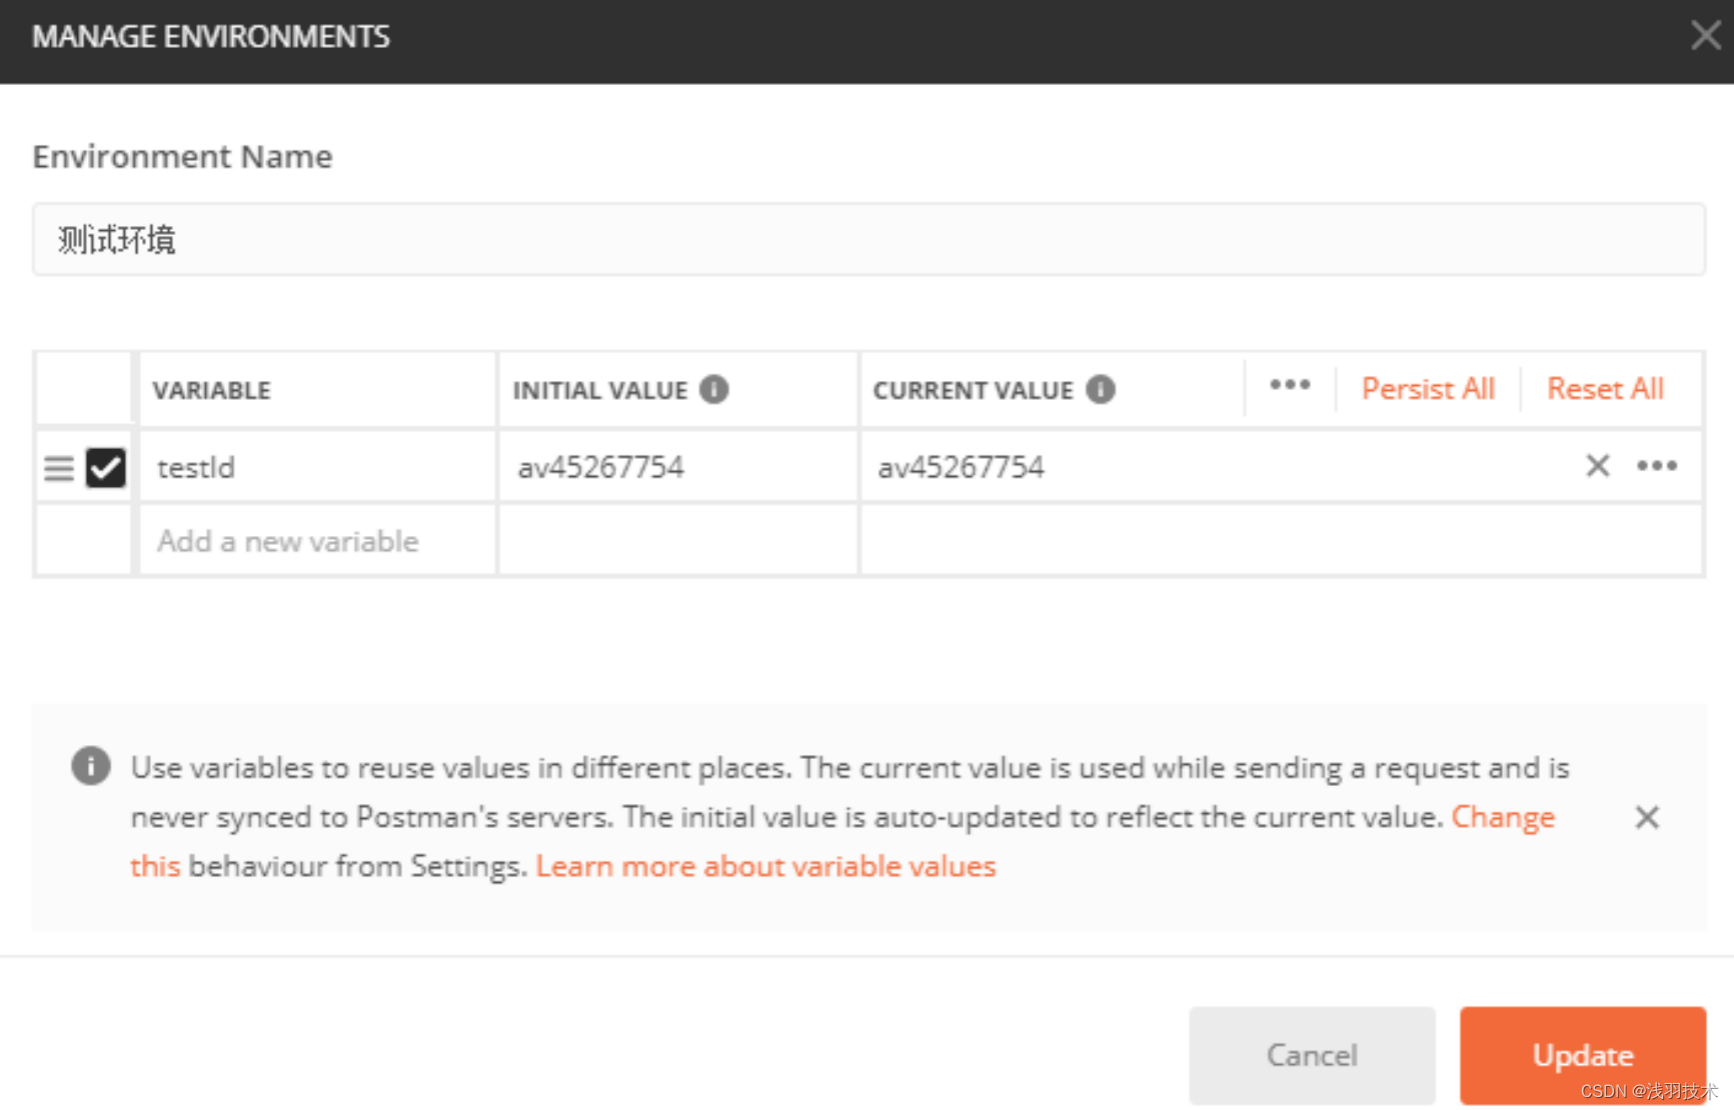 MANAGE ENVIRONMENTS
Environment Name
测试环境
VARIABLE INITIAL VALUE CURRENT VALUE Persist All Reset All
testId av45267754 av45267754
Add a new variable
Use variables to reuse values in different places. The current value is used while sending a request and is
never synced to Postman's servers. The initial value is auto-updated to reflect the current value. Change
this behaviour from Settings. Learn more about variable values
Cancel Update
CSDN @浅羽技术